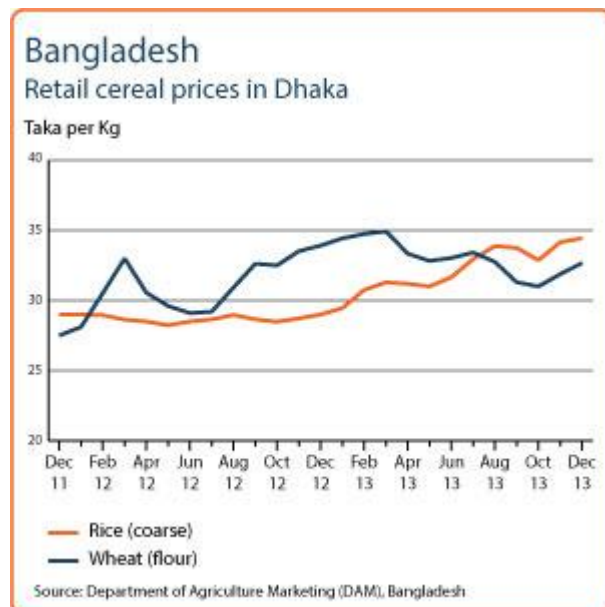 Bangladesh
Retail cereal prices in Dhaka
Taka per Kg
40
35
30
25
20
Dec Feb Apr Jun Aug Oct Dec Feb Apr Jun Aug Oct Dec
11 12 12 12 12 12 12 13 13 13 13 13 13
Rice (coarse)
Wheat (flour)
Source: Department of Agriculture Marketing (DAM), Bangladesh